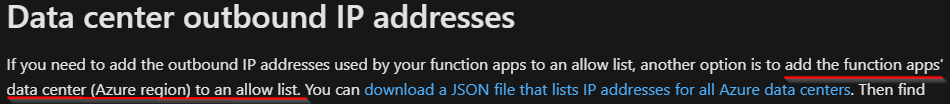 Data center outbound IP addresses
If you need to add the outbound IP addresses used by your function apps to an allow list, another option is to add the function apps'
data center (Azure region) to an allow list. You can download a JSON file that lists IP addresses for all Azure data centers. Then find